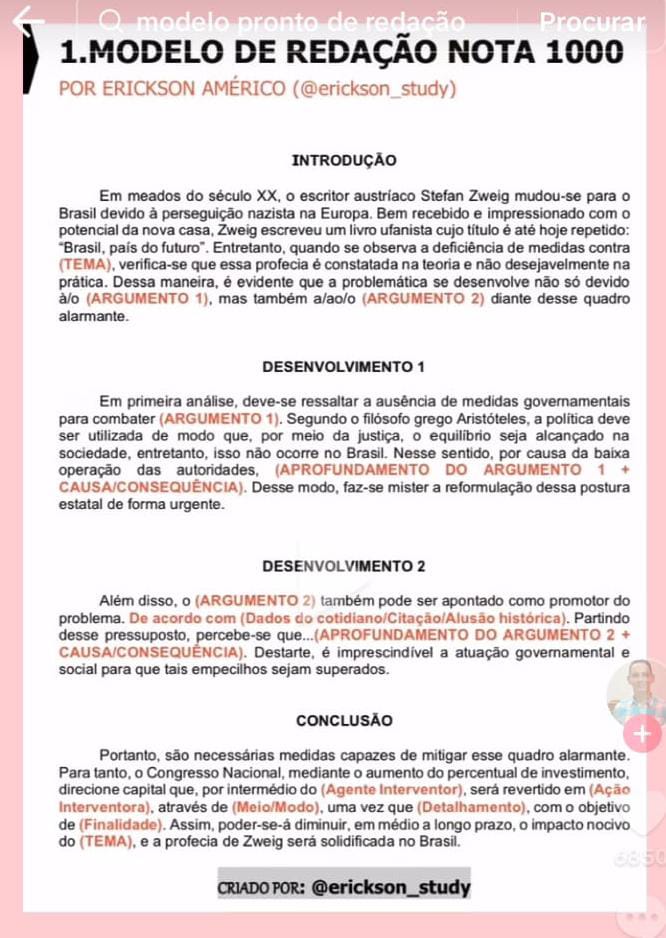 modelo pronto de redação
Procurar
1.MODELO DE REDAÇÃO NOTA 1000
POR ERICKSON AMÉRICO (@erickson_study)
INTRODUÇÃO
Em meados do século XX, o escritor austríaco Stefan Zweig mudou-se para o
Brasil devido à perseguição nazista na Europa. Bem recebido e impressionado com o
potencial da nova casa, Zweig escreveu um livro ufanista cujo título é até hoje repetido:
“Brasil, país do futuro”. Entretanto, quando se observa a deficiência de medidas contra
(TEMA), verifica-se que essa profecia é constatada na teoria e não desejavelmente na
prática. Dessa maneira, é evidente que a problemática se desenvolve não só devido
à/o (ARGUMENTO 1), mas também a/ao/o (ARGUMENTO 2) diante desse quadro
alarmante.
DESENVOLVIMENTO 1
Em primeira análise, deve-se ressaltar a ausência de medidas governamentais
para combater (ARGUMENTO 1). Segundo o filósofo grego Aristóteles, a política deve
ser utilizada de modo que, por meio da justiça, o equilíbrio seja alcançado na
sociedade, entretanto, isso não ocorre no Brasil. Nesse sentido, por causa da baixa
operação das autoridades, (APROFUNDAMENTO DO ARGUMENTO 1 +
CAUSA/CONSEQUÊNCIA). Desse modo, faz-se mister a reformulação dessa postura
estatal de forma urgente.
DESENVOLVIMENTO 2
Além disso, o (ARGUMENTO 2) também pode ser apontado como promotor do
problema. De acordo com (Dados do cotidiano/Citação/Alusão histórica). Partindo
desse pressuposto, percebe-se que...(APROFUNDAMENTO DO ARGUMENTO 2 +
CAUSA/CONSEQUÊNCIA). Destarte, é imprescindível a atuação governamental e
social para que tais empecilhos sejam superados.
CONCLUSÃO
Portanto, são necessárias medidas capazes de mitigar esse quadro alarmante.
Para tanto, o Congresso Nacional, mediante o aumento do percentual de investimento,
direcione capital que, por intermédio do (Agente Interventor), será revertido em (Ação
Interventora), através de (Meio/Modo), uma vez que (Detalhamento), com o objetivo
de (Finalidade). Assim, poder-se-á diminuir, em médio a longo prazo, o impacto nocivo
do (TEMA), e a profecia de Zweig será solidificada no Brasil.
6850
CRIADO POR: @erickson_study